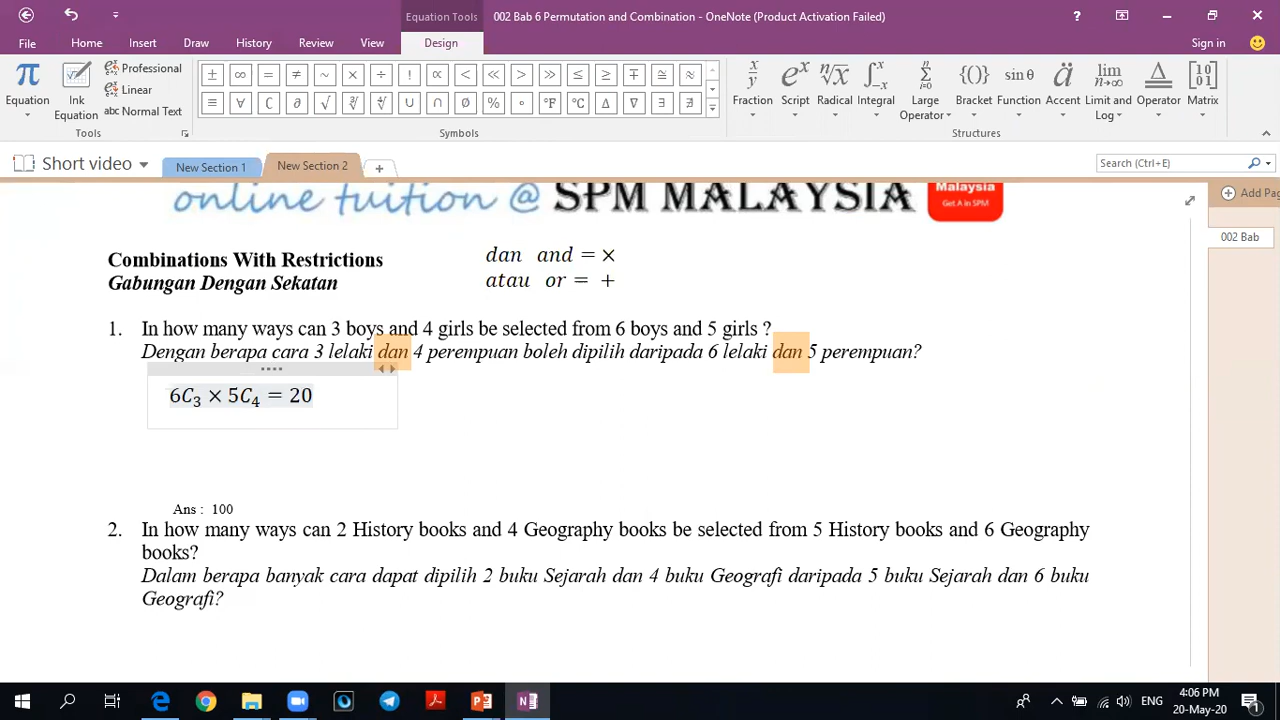 Equation Tools
002 Bab 6 Permutation and Combination - OneNote (Product Activation Failed)
File Home Insert Draw History Review View Design Sign in
π Equation
Ink Equation
Professional
Linear
abc Normal Text
Tools
± ∞ = ≠ ~ × ÷ ! ∝ < ≪ > ≫ ≤ ≥ ∓ ≅ ≈
≡ ∀ ∁ ∂ √ ∛ ∜ ∪ ∩ ∅ % ° °F °C ∆ ∇ ∃ ∄
Symbols
Fraction Script Radical Integral Large Operator Bracket Function Accent Limit and Log Operator Matrix
Structures
Short video New Section 1 New Section 2 + Search (Ctrl+E)
online tuition @ SPM MALAYSIA
Malaysia
Get A in SPM
Add Pag
002 Bab
Combinations With Restrictions
Gabungan Dengan Sekatan
dan and = ×
atau or = +
1. In how many ways can 3 boys and 4 girls be selected from 6 boys and 5 girls ?
Dengan berapa cara 3 lelaki dan 4 perempuan boleh dipilih daripada 6 lelaki dan 5 perempuan?
6C₃ × 5C₄ = 20
Ans : 100
2. In how many ways can 2 History books and 4 Geography books be selected from 5 History books and 6 Geography
books?
Dalam berapa banyak cara dapat dipilih 2 buku Sejarah dan 4 buku Geografi daripada 5 buku Sejarah dan 6 buku
Geografi?
ENG
4:06 PM
20-May-20